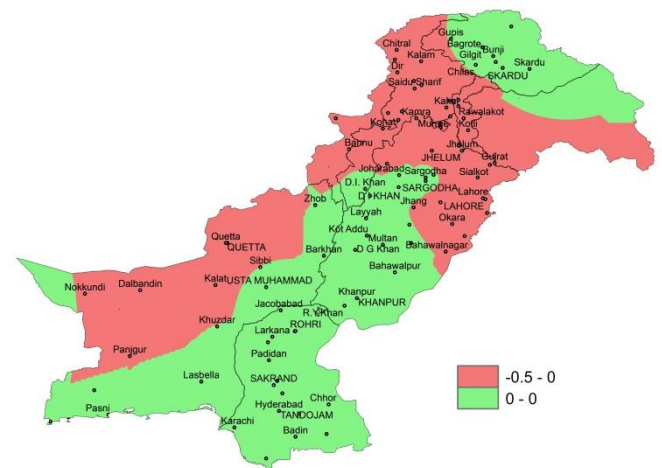 Gupis
Chitral
Bagrote
Bunji
Kalam
Gilgit
Skardu
Dir
Chilas
SKARDU
Saidu Sharif
Kakul
Kamra
Rawalakot
Kohat
Kotli
Bannu
Jhelum
JHELUM
Gujrat
Joharabad
Sargodha
Sialkot
D.I. Khan
SARGODHA
Zhob
Lahore
Jhang
LAHORE
Layyah
Okara
Kot Addu
Quetta
QUETTA
Multan
Barkhan
D G Khan
Bahawalnagar
Sibbi
Bahawalpur
Kalat
USTA MUHAMMAD
Nokkundi
Dalbandin
Khanpur
KHANPUR
Jacobabad
R.Y.Khan
Khuzdar
ROHRI
Larkana
Panjgur
Padidan
-0.5 - 0
Lasbella
SAKRAND
0 - 0
Chhor
Pasni
Hyderabad
TANDOJAM
Karachi
Badin